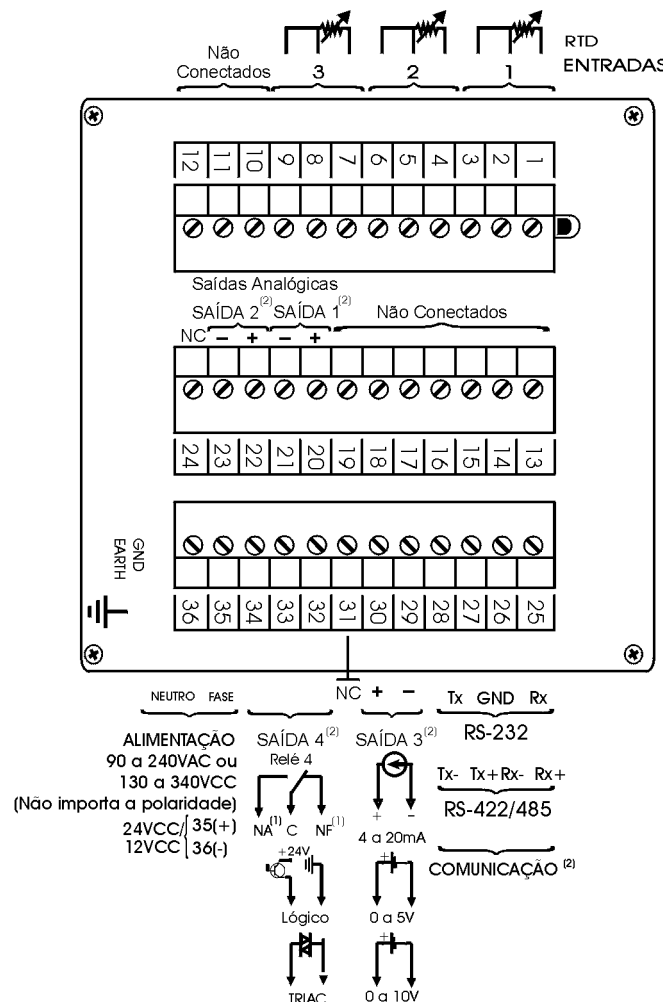 RTD
ENTRADAS
Não
Conectados
3 2 1
12 11 10 9 8 7 6 5 4 3 2 1
Saídas Analógicas
SAÍDA 2(2) SAÍDA 1(2) Não Conectados
NC − + − +
24 23 22 21 20 19 18 17 16 15 14 13
GND
EARTH
36 35 34 33 32 31 30 29 28 27 26 25
NC + −
NEUTRO FASE
Tx GND Rx
RS-232
ALIMENTAÇÃO
90 a 240VAC ou
130 a 340VCC
(Não importa a polaridade)
24VCC/ 35(+)
12VCC 36(-)
SAÍDA 4(2)
Relé 4
NA(1) C NF(1)
+24V
Lógico
TRIAC
SAÍDA 3(2)
+ -
4 a 20mA
+
0 a 5V
+
0 a 10V
Tx- Tx+ Rx- Rx+
RS-422/485
COMUNICAÇÃO (2)